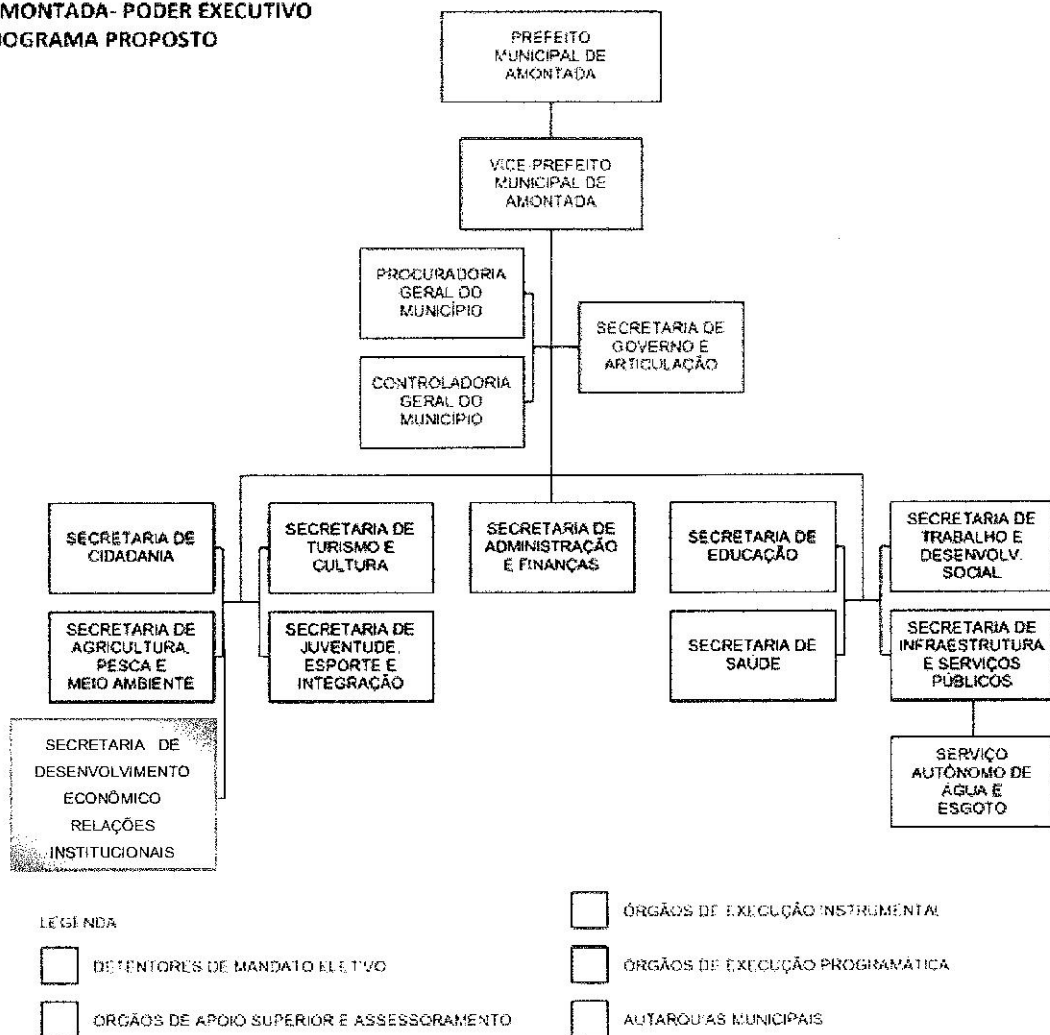 MONTADA- PODER EXECUTIVO
OGRAMA PROPOSTO
PREFEITO
MUNICIPAL DE
AMONTADA
VICE-PREFEITO
MUNICIPAL DE
AMONTADA
PROCURADORIA
GERAL DO
MUNICÍPIO
SECRETARIA DE
GOVERNO E
ARTICULAÇÃO
CONTROLADORIA
GERAL DO
MUNICÍPIO
SECRETARIA DE
CIDADANIA
SECRETARIA DE
TURISMO E
CULTURA
SECRETARIA DE
ADMINISTRAÇÃO
E FINANÇAS
SECRETARIA DE
EDUCAÇÃO
SECRETARIA DE
TRABALHO E
DESENVOLV.
SOCIAL
SECRETARIA DE
AGRICULTURA,
PESCA E
MEIO AMBIENTE
SECRETARIA DE
JUVENTUDE,
ESPORTE E
INTEGRAÇÃO
SECRETARIA DE
SAÚDE
SECRETARIA DE
INFRAESTRUTURA
E SERVIÇOS
PÚBLICOS
SECRETARIA DE
DESENVOLVIMENTO
ECONÔMICO
RELAÇÕES
INSTITUCIONAIS
SERVIÇO
AUTÔNOMO DE
ÁGUA E
ESGOTO
LEGENDA
DETENTORES DE MANDATO ELETIVO
ÓRGÃOS DE APOIO SUPERIOR E ASSESSORAMENTO
ÓRGÃOS DE EXECUÇÃO INSTRUMENTAL
ÓRGÃOS DE EXECUÇÃO PROGRAMÁTICA
AUTARQUIAS MUNICIPAIS